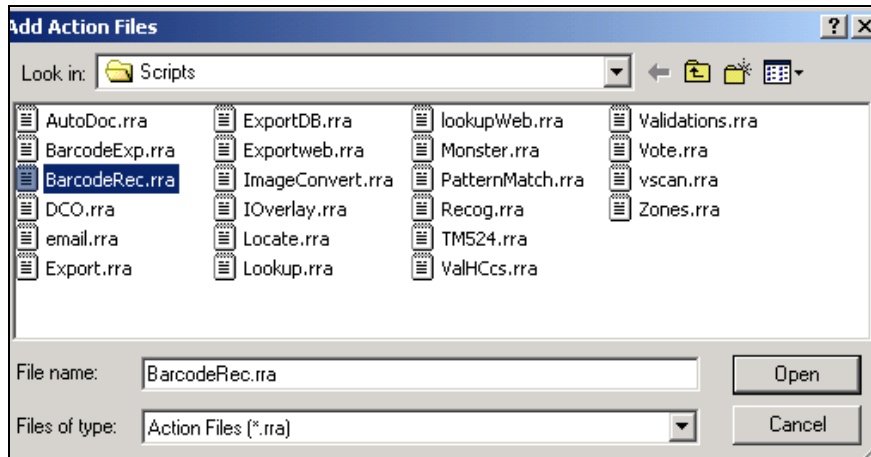 Add Action Files
Look in: Scripts
AutoDoc.rra ExportDB.rra lookupWeb.rra Validations.rra
BarcodeExp.rra Exportweb.rra Monster.rra Vote.rra
BarcodeRec.rra ImageConvert.rra PatternMatch.rra vscan.rra
DCO.rra IOverlay.rra Recog.rra Zones.rra
email.rra Locate.rra TM524.rra
Export.rra Lookup.rra ValHCcs.rra
File name: BarcodeRec.rra Open
Files of type: Action Files (*.rra) Cancel